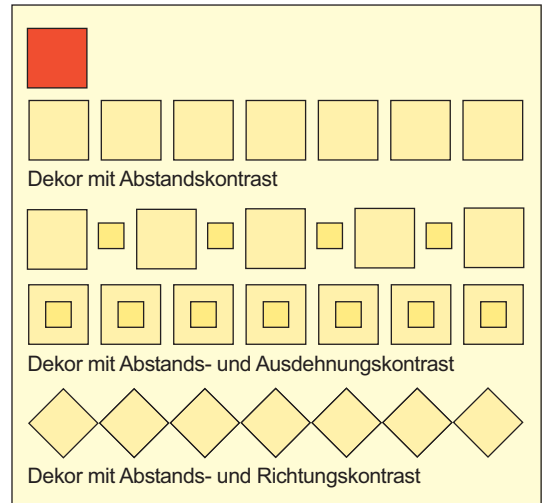 Dekor mit Abstandskontrast
Dekor mit Abstands- und Ausdehnungskontrast
Dekor mit Abstands- und Richtungskontrast